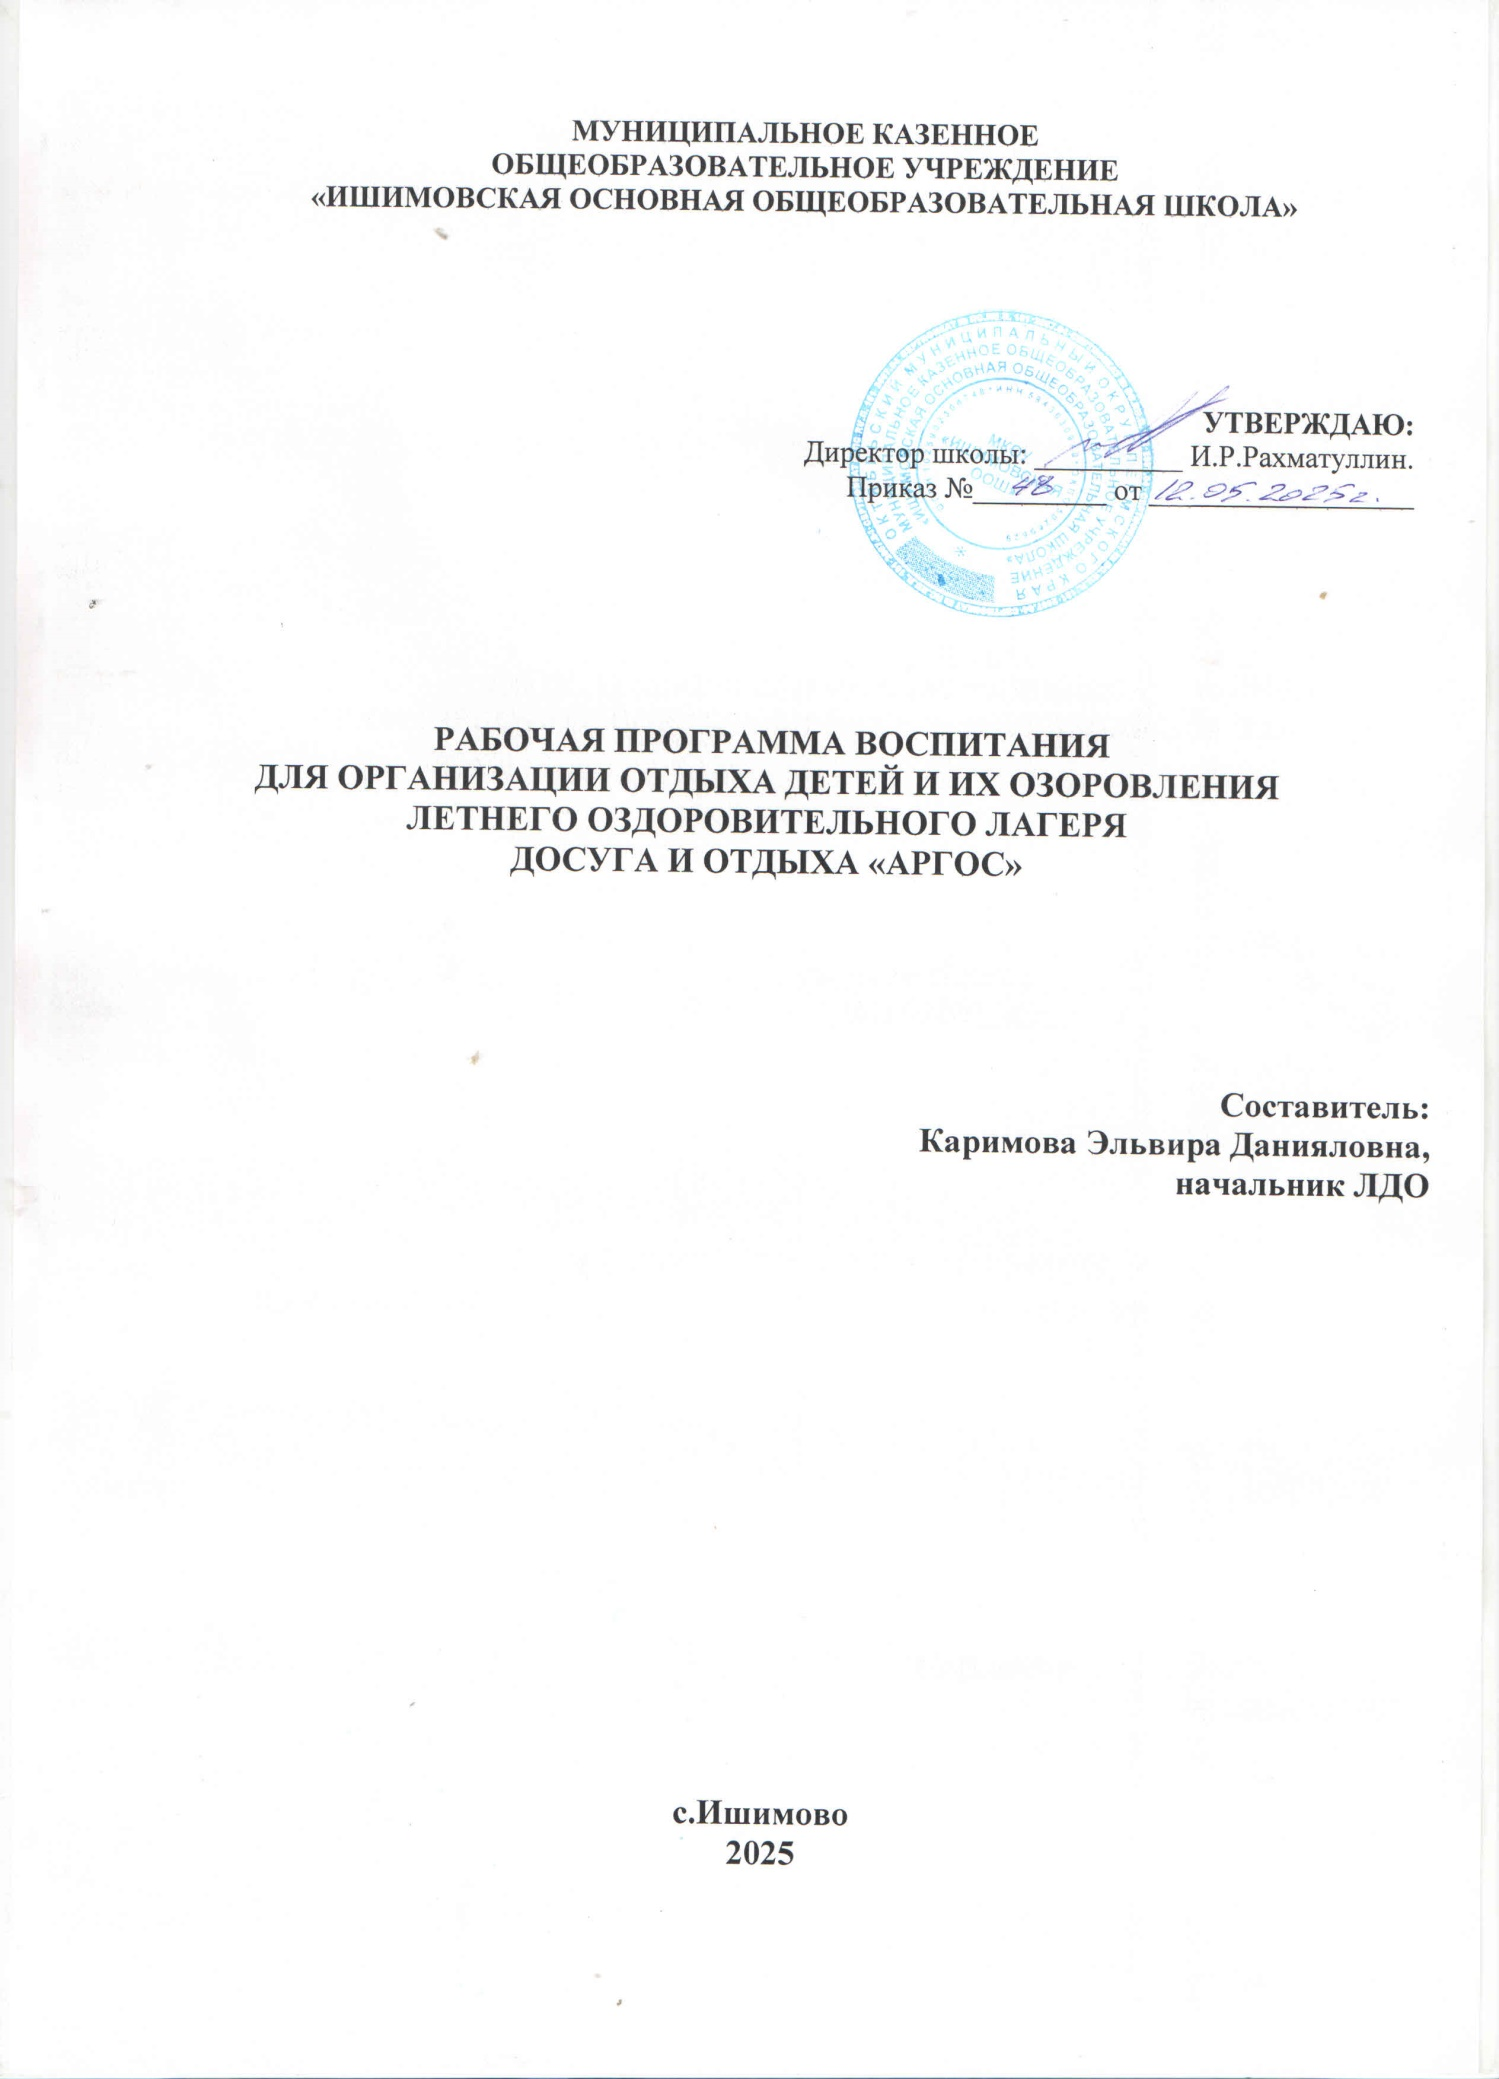 МУНИЦИПАЛЬНОЕ КАЗЕННОЕ
ОБЩЕОБРАЗОВАТЕЛЬНОЕ УЧРЕЖДЕНИЕ
«ИШИМОВСКАЯ ОСНОВНАЯ ОБЩЕОБРАЗОВАТЕЛЬНАЯ ШКОЛА»
УТВЕРЖДАЮ:
Директор школы: __________ И.Р.Рахматуллин.
Приказ № 48 от 12.05.2025г.
РАБОЧАЯ ПРОГРАММА ВОСПИТАНИЯ
ДЛЯ ОРГАНИЗАЦИИ ОТДЫХА ДЕТЕЙ И ИХ ОЗОРОВЛЕНИЯ
ЛЕТНЕГО ОЗДОРОВИТЕЛЬНОГО ЛАГЕРЯ
ДОСУГА И ОТДЫХА «АРГОС»
Составитель:
Каримова Эльвира Данияловна,
начальник ЛДО
с.Ишимово
2025